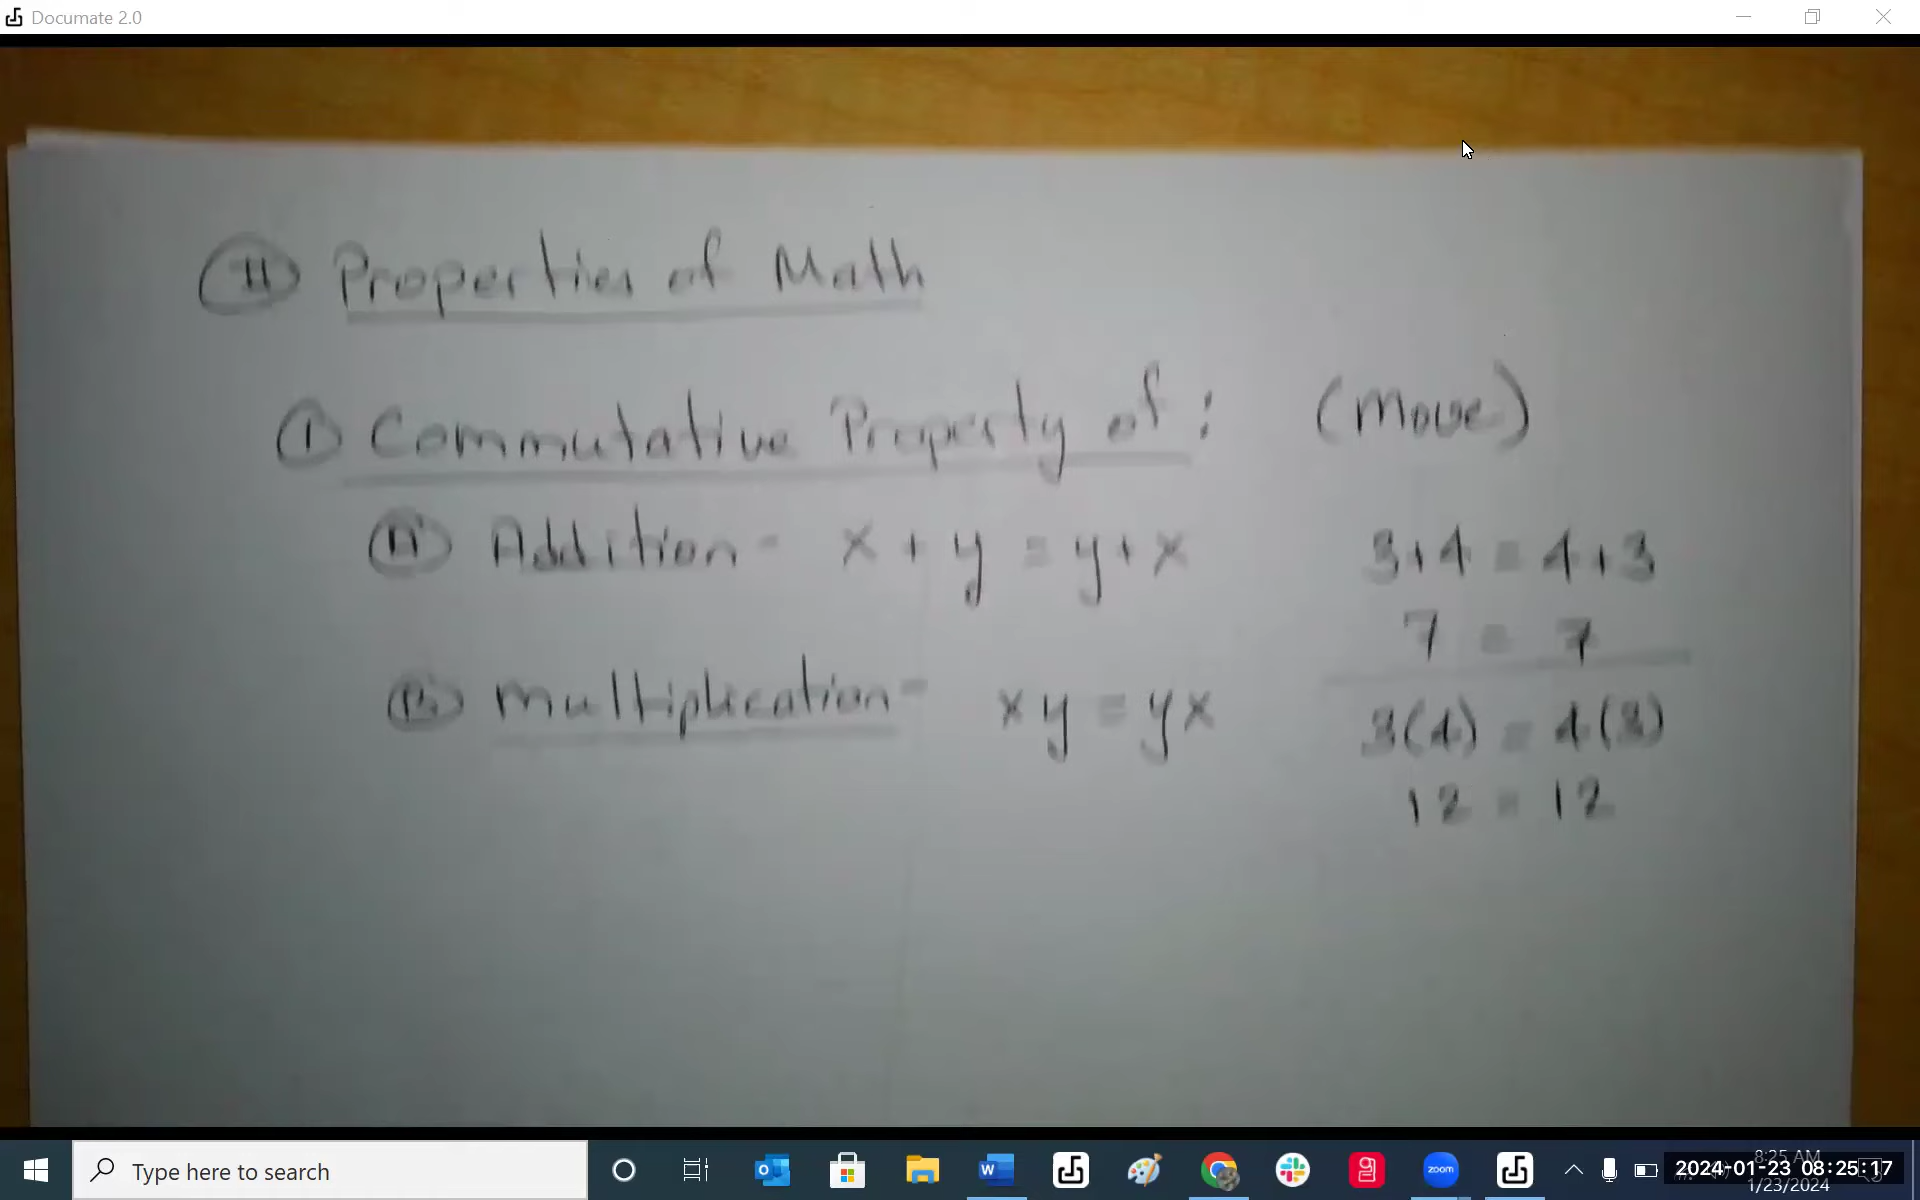 Documate 2.0
II Properties of Math
1 Commutative Property of: (Move)
A Addition = x + y = y + x 3+4 = 4+3
7 = 7
B Multiplication = xy = yx 3(4) = 4(3)
12 = 12
Type here to search
zoom
8:25 AM
2024-01-23 08:25:17
1/23/2024